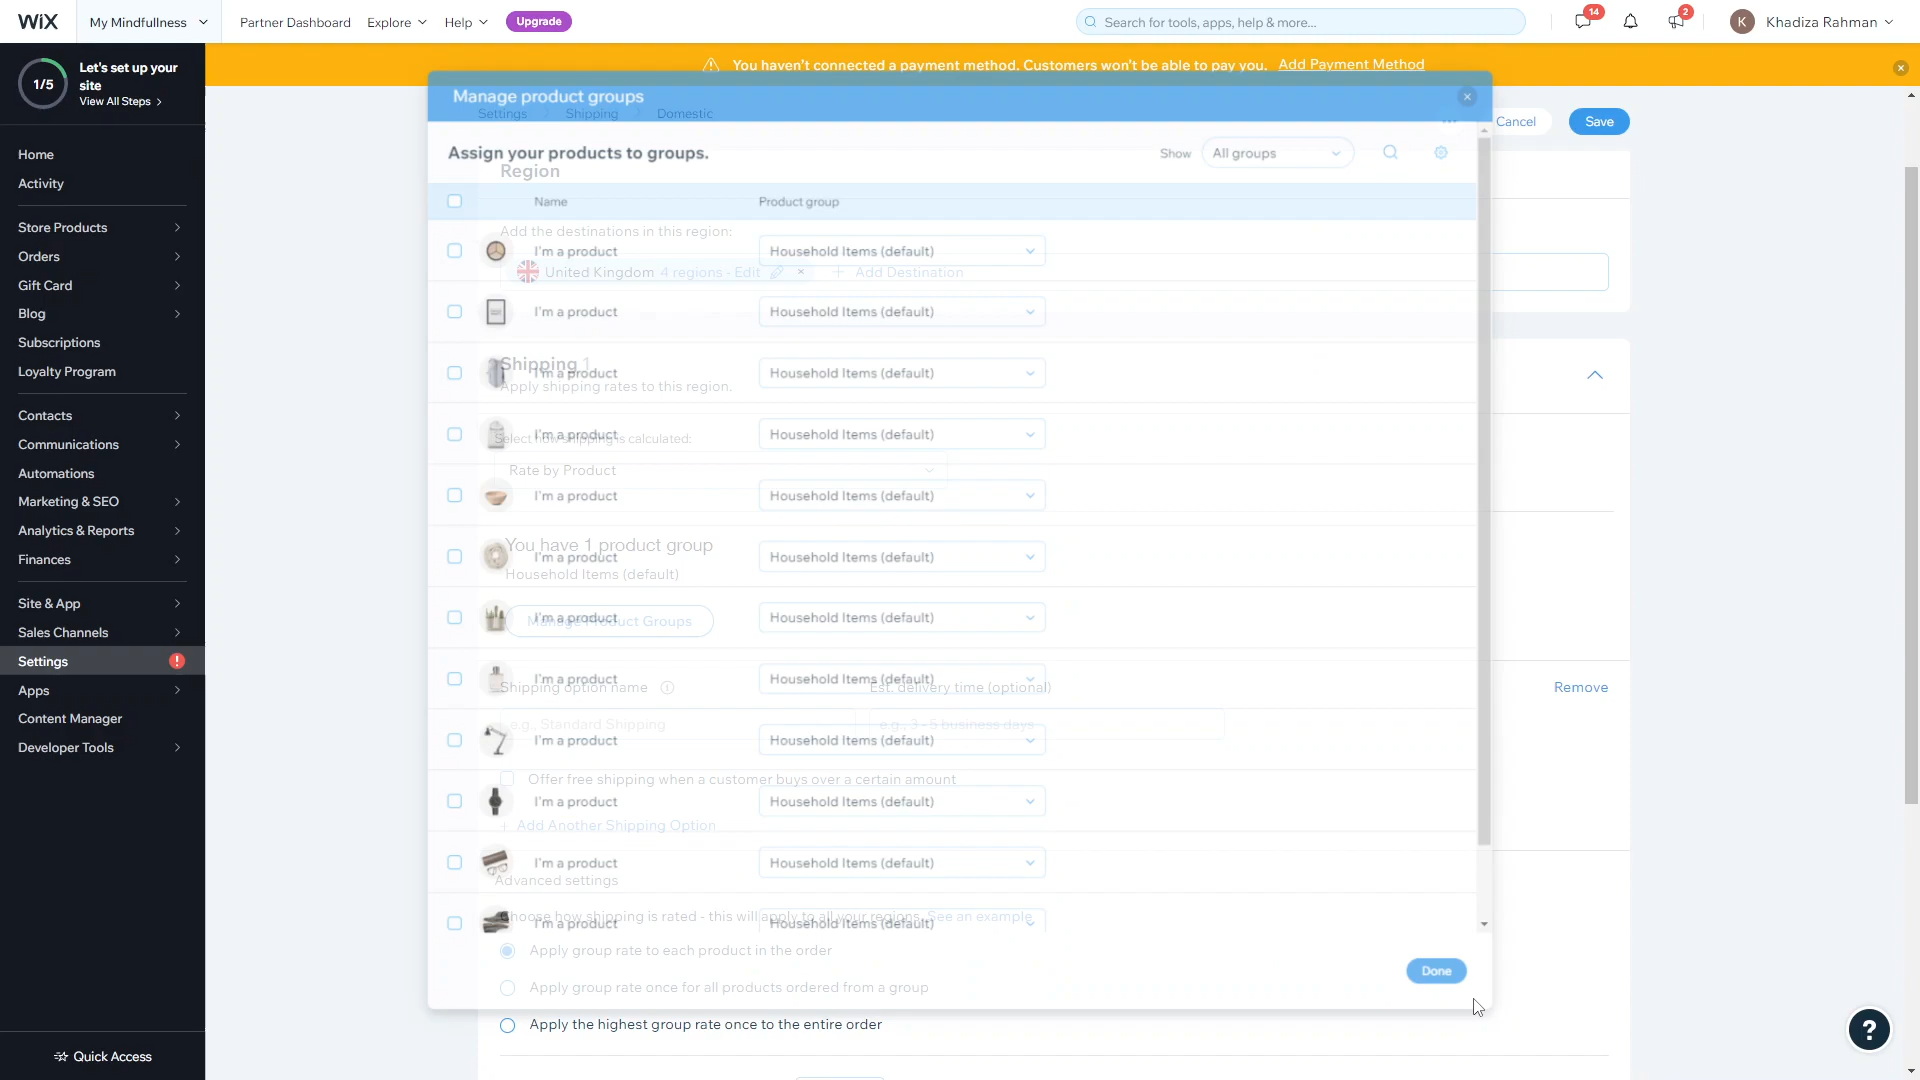 WiX
My Mindfullness
Partner Dashboard
Explore
Help
Upgrade
Search for tools, apps, help & more...
14
2
K
Khadiza Rahman
1/5
Let's set up your
site
View All Steps
You haven't connected a payment method. Customers won't be able to pay you. Add Payment Method
Home
Activity
Store Products
Orders
Gift Card
Blog
Subscriptions
Loyalty Program
Contacts
Communications
Automations
Marketing & SEO
Analytics & Reports
Finances
Site & App
Sales Channels
Settings
Apps
Content Manager
Developer Tools
Quick Access
Manage product groups
Settings
Shipping
Domestic
Cancel
Save
Assign your products to groups.
Show
All groups
Region
Name
Product group
Add the destinations in this region:
I'm a product
Household Items (default)
United Kingdom 4 regions - Edit
Add Destination
I'm a product
Household Items (default)
Shipping 1
I'm a product
Household Items (default)
Apply shipping rates to this region.
I'm a product
Household Items (default)
Select how shipping is calculated:
Rate by Product
I'm a product
Household Items (default)
You have 1 product group
I'm a product
Household Items (default)
Household Items (default)
I'm a product
Household Items (default)
Manage Product Groups
I'm a product
Household Items (default)
Shipping option name
Est. delivery time (optional)
Remove
e.g., Standard Shipping
e.g., 3 - 5 business days
I'm a product
Household Items (default)
Offer free shipping when a customer buys over a certain amount
I'm a product
Household Items (default)
+ Add Another Shipping Option
I'm a product
Household Items (default)
Advanced settings
Choose how shipping is rated - this will apply to all your regions. See an example
I'm a product
Household Items (default)
Apply group rate to each product in the order
Done
Apply group rate once for all products ordered from a group
Apply the highest group rate once to the entire order
?